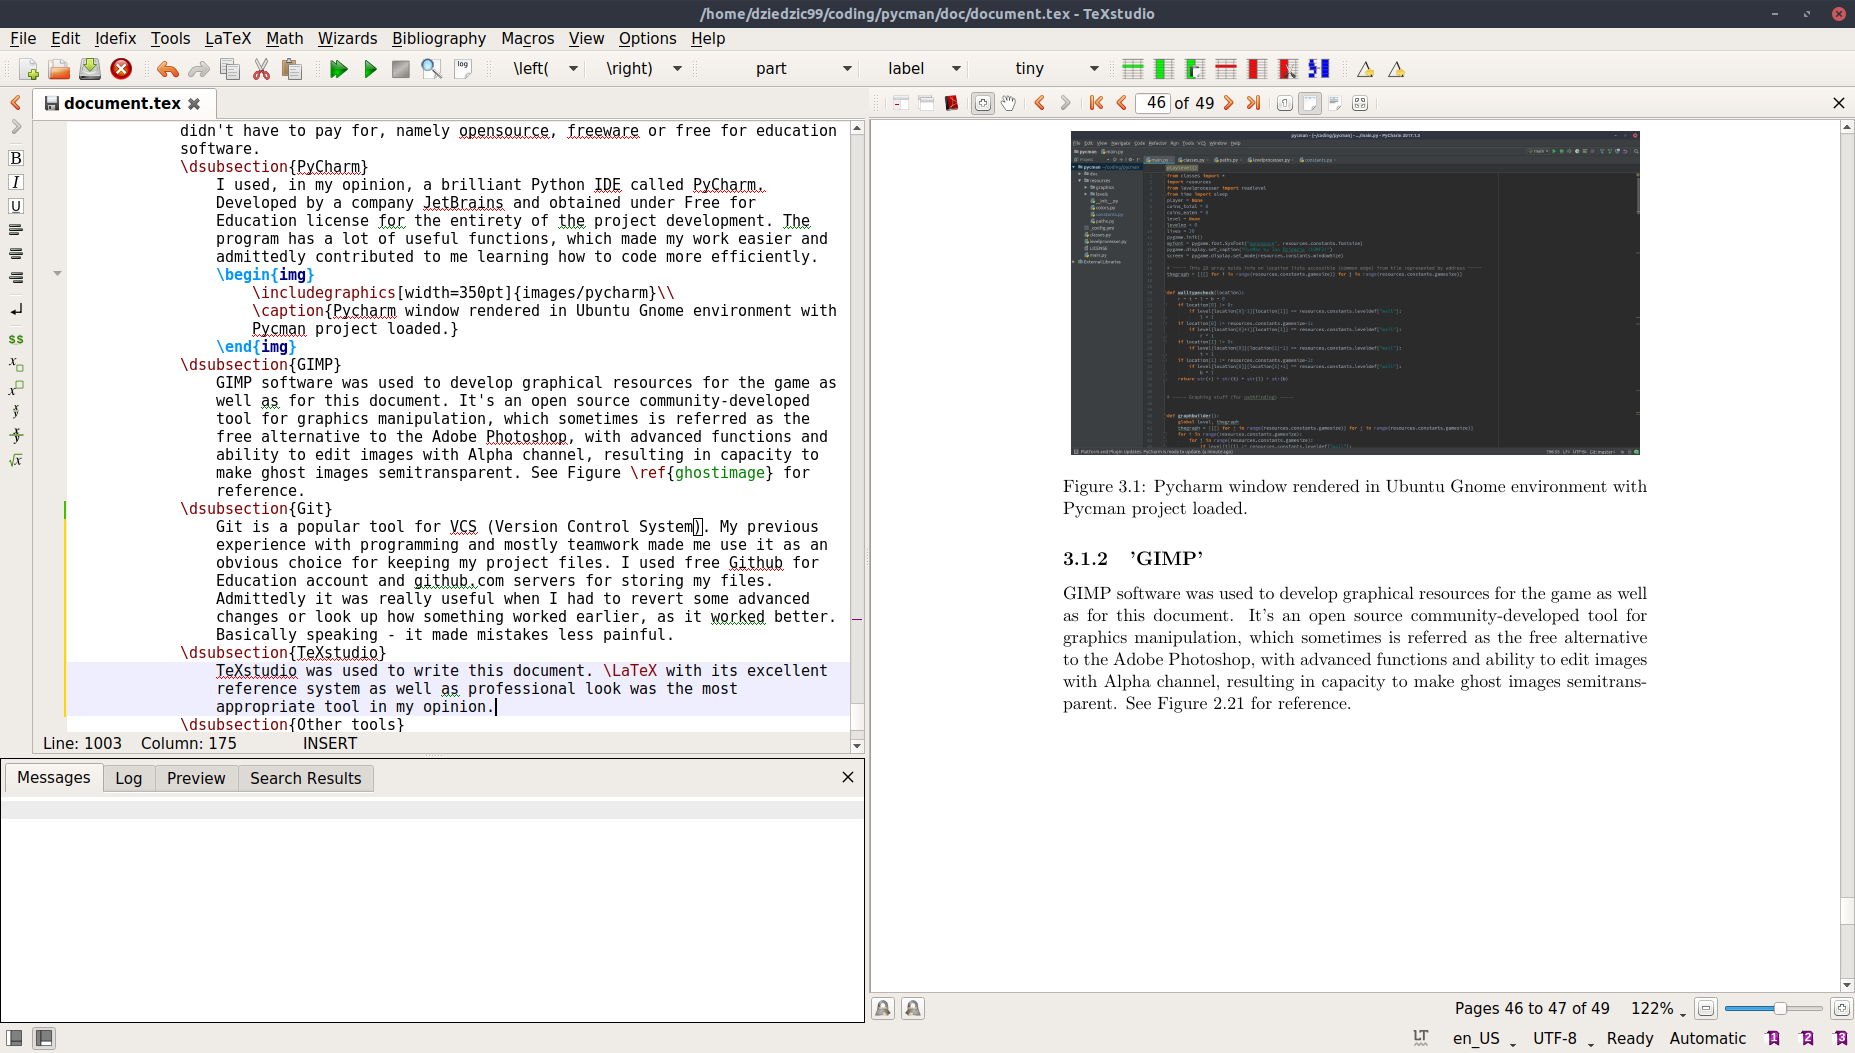 /home/dziedzic99/coding/pycman/doc/document.tex - TeXstudio
File Edit Idefix Tools LaTeX Math Wizards Bibliography Macros View Options Help
log \left( \right) part label tiny
document.tex
46 of 49
didn't have to pay for, namely opensource, freeware or free for education
software.
\dsubsection{PyCharm}
I used, in my opinion, a brilliant Python IDE called PyCharm.
Developed by a company JetBrains and obtained under Free for
Education license for the entirety of the project development. The
program has a lot of useful functions, which made my work easier and
admittedly contributed to me learning how to code more efficiently.
\begin{img}
\includegraphics[width=350pt]{images/pycharm}\\
\caption{Pycharm window rendered in Ubuntu Gnome environment with
Pycman project loaded.}
\end{img}
\dsubsection{GIMP}
GIMP software was used to develop graphical resources for the game as
well as for this document. It's an open source community-developed
tool for graphics manipulation, which sometimes is referred as the
free alternative to the Adobe Photoshop, with advanced functions and
ability to edit images with Alpha channel, resulting in capacity to
make ghost images semitransparent. See Figure \ref{ghostimage} for
reference.
\dsubsection{Git}
Git is a popular tool for VCS (Version Control System). My previous
experience with programming and mostly teamwork made me use it as an
obvious choice for keeping my project files. I used free Github for
Education account and github.com servers for storing my files.
Admittedly it was really useful when I had to revert some advanced
changes or look up how something worked earlier, as it worked better.
Basically speaking - it made mistakes less painful.
\dsubsection{TeXstudio}
TeXstudio was used to write this document. \LaTeX with its excellent
reference system as well as professional look was the most
appropriate tool in my opinion.
\dsubsection{Other tools}
Line: 1003 Column: 175 INSERT
Messages Log Preview Search Results
Figure 3.1: Pycharm window rendered in Ubuntu Gnome environment with
Pycman project loaded.
3.1.2 ’GIMP’
GIMP software was used to develop graphical resources for the game as well
as for this document. It’s an open source community-developed tool for
graphics manipulation, which sometimes is referred as the free alternative
to the Adobe Photoshop, with advanced functions and ability to edit images
with Alpha channel, resulting in capacity to make ghost images semitrans-
parent. See Figure 2.21 for reference.
Pages 46 to 47 of 49 122%
LT en_US UTF-8 Ready Automatic 1 2 3